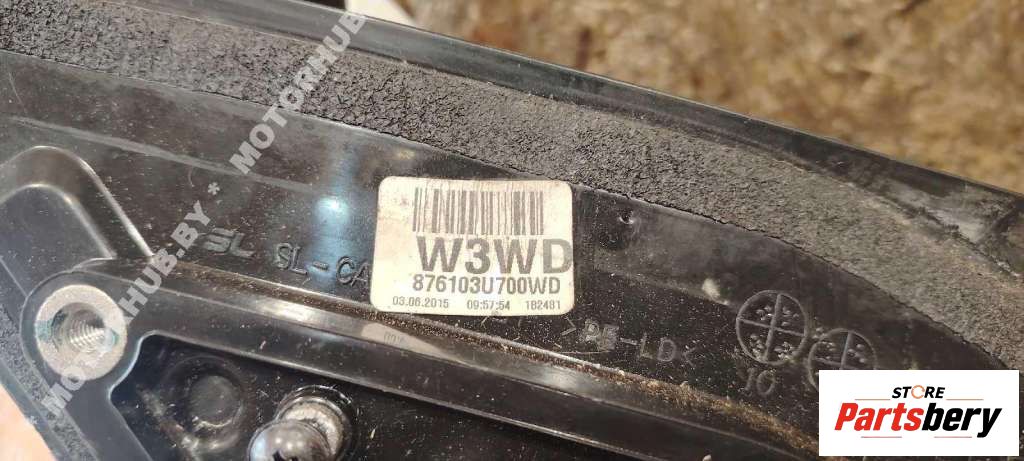 MOTORHUB.BY * MOTORHUB
W3WD
876103U700WD
03.06.2015 09:57:54 1B2481
SL SL-CA
>PE-LD<
10
STORE
Partsbery